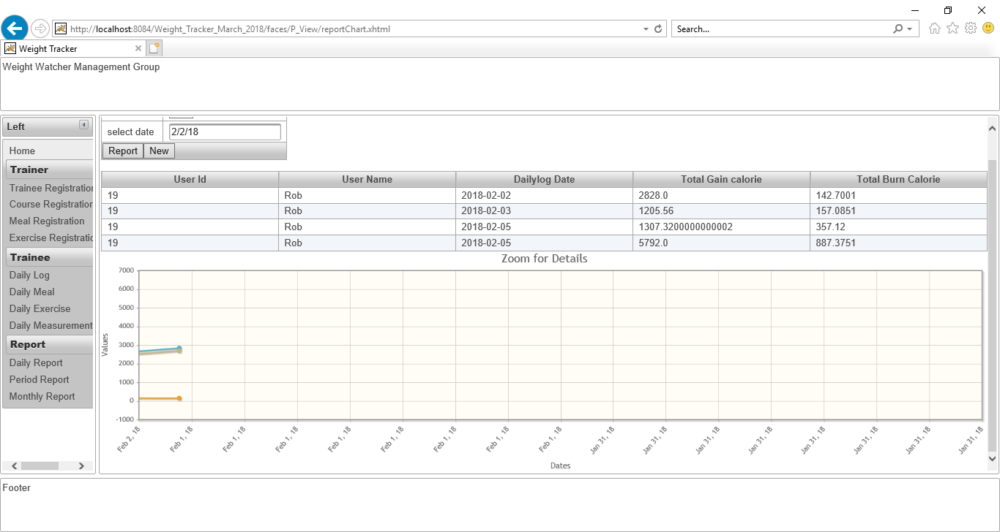 http://localhost:8084/Weight_Tracker_March_2018/faces/P_View/reportChart.xhtml
Search...
Weight Tracker
Weight Watcher Management Group
Left
Home
Trainer
Trainee Registration
Course Registration
Meal Registration
Exercise Registratic
Trainee
Daily Log
Daily Meal
Daily Exercise
Daily Measurement
Report
Daily Report
Period Report
Monthly Report
select date 2/2/18
Report New
User Id User Name Dailylog Date Total Gain calorie Total Burn Calorie
19 Rob 2018-02-02 2828.0 142.7001
19 Rob 2018-02-03 1205.56 157.0851
19 Rob 2018-02-05 1307.3200000000002 357.12
19 Rob 2018-02-05 5792.0 887.3751
Zoom for Details
Values
7000
6000
5000
4000
3000
2000
1000
0
-1000
Feb 2, 18 Feb 1, 18 Feb 1, 18 Feb 1, 18 Feb 1, 18 Feb 1, 18 Feb 1, 18 Feb 1, 18 Feb 1, 18 Jan 31, 18 Jan 31, 18 Jan 31, 18 Jan 31, 18 Jan 31, 18 Jan 31, 18 Jan 31, 18 Jan 31, 18
Dates
Footer